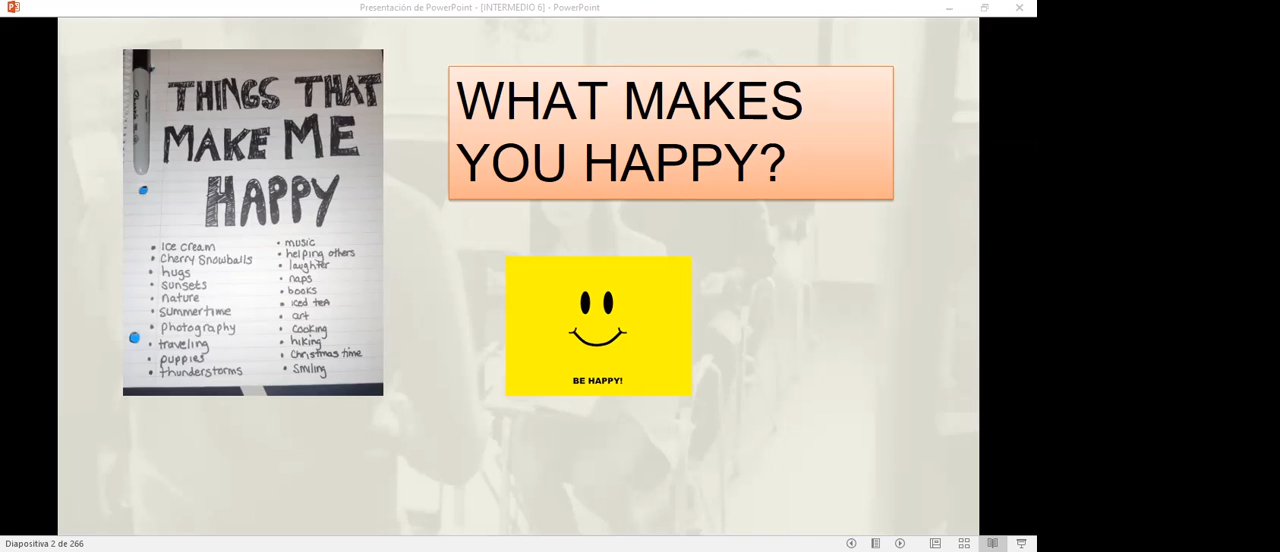 Presentación de PowerPoint - [INTERMEDIO 6] - PowerPoint
THINGS THAT
MAKE ME
HAPPY
• Ice cream
• Cherry Snowballs
• hugs
• sunsets
• nature
• summertime
• photography
• traveling
• puppies
• thunderstorms
• music
• helping others
• laughter
• naps
• books
• iced tea
• art
• cooking
• hiking
• Christmas time
• Smiling
WHAT MAKES
YOU HAPPY?
BE HAPPY!
Diapositiva 2 de 266